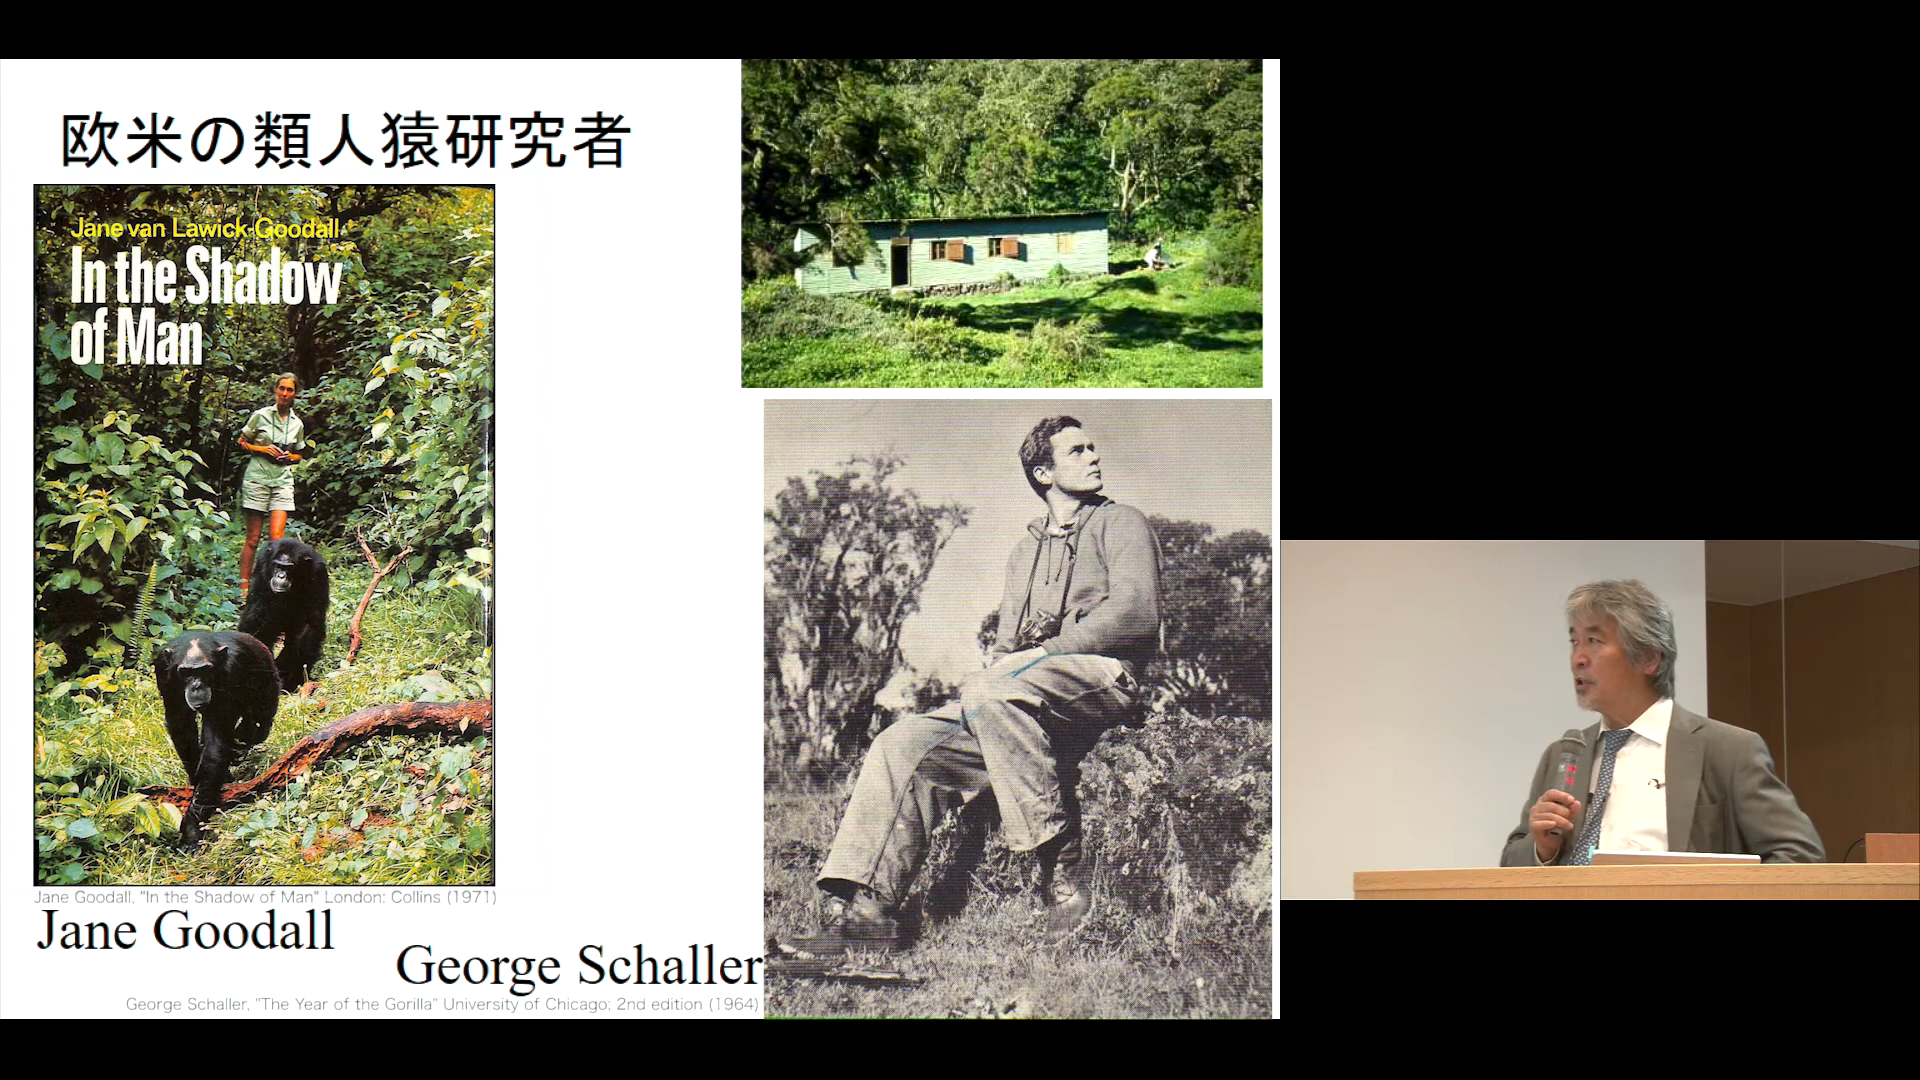 欧米の類人猿研究者
Jane van Lawick-Goodall
In the Shadow
of Man
Jane Goodall, "In the Shadow of Man" London: Collins (1971)
Jane Goodall
George Schaller
George Schaller, "The Year of the Gorilla" University of Chicago; 2nd edition (1964)